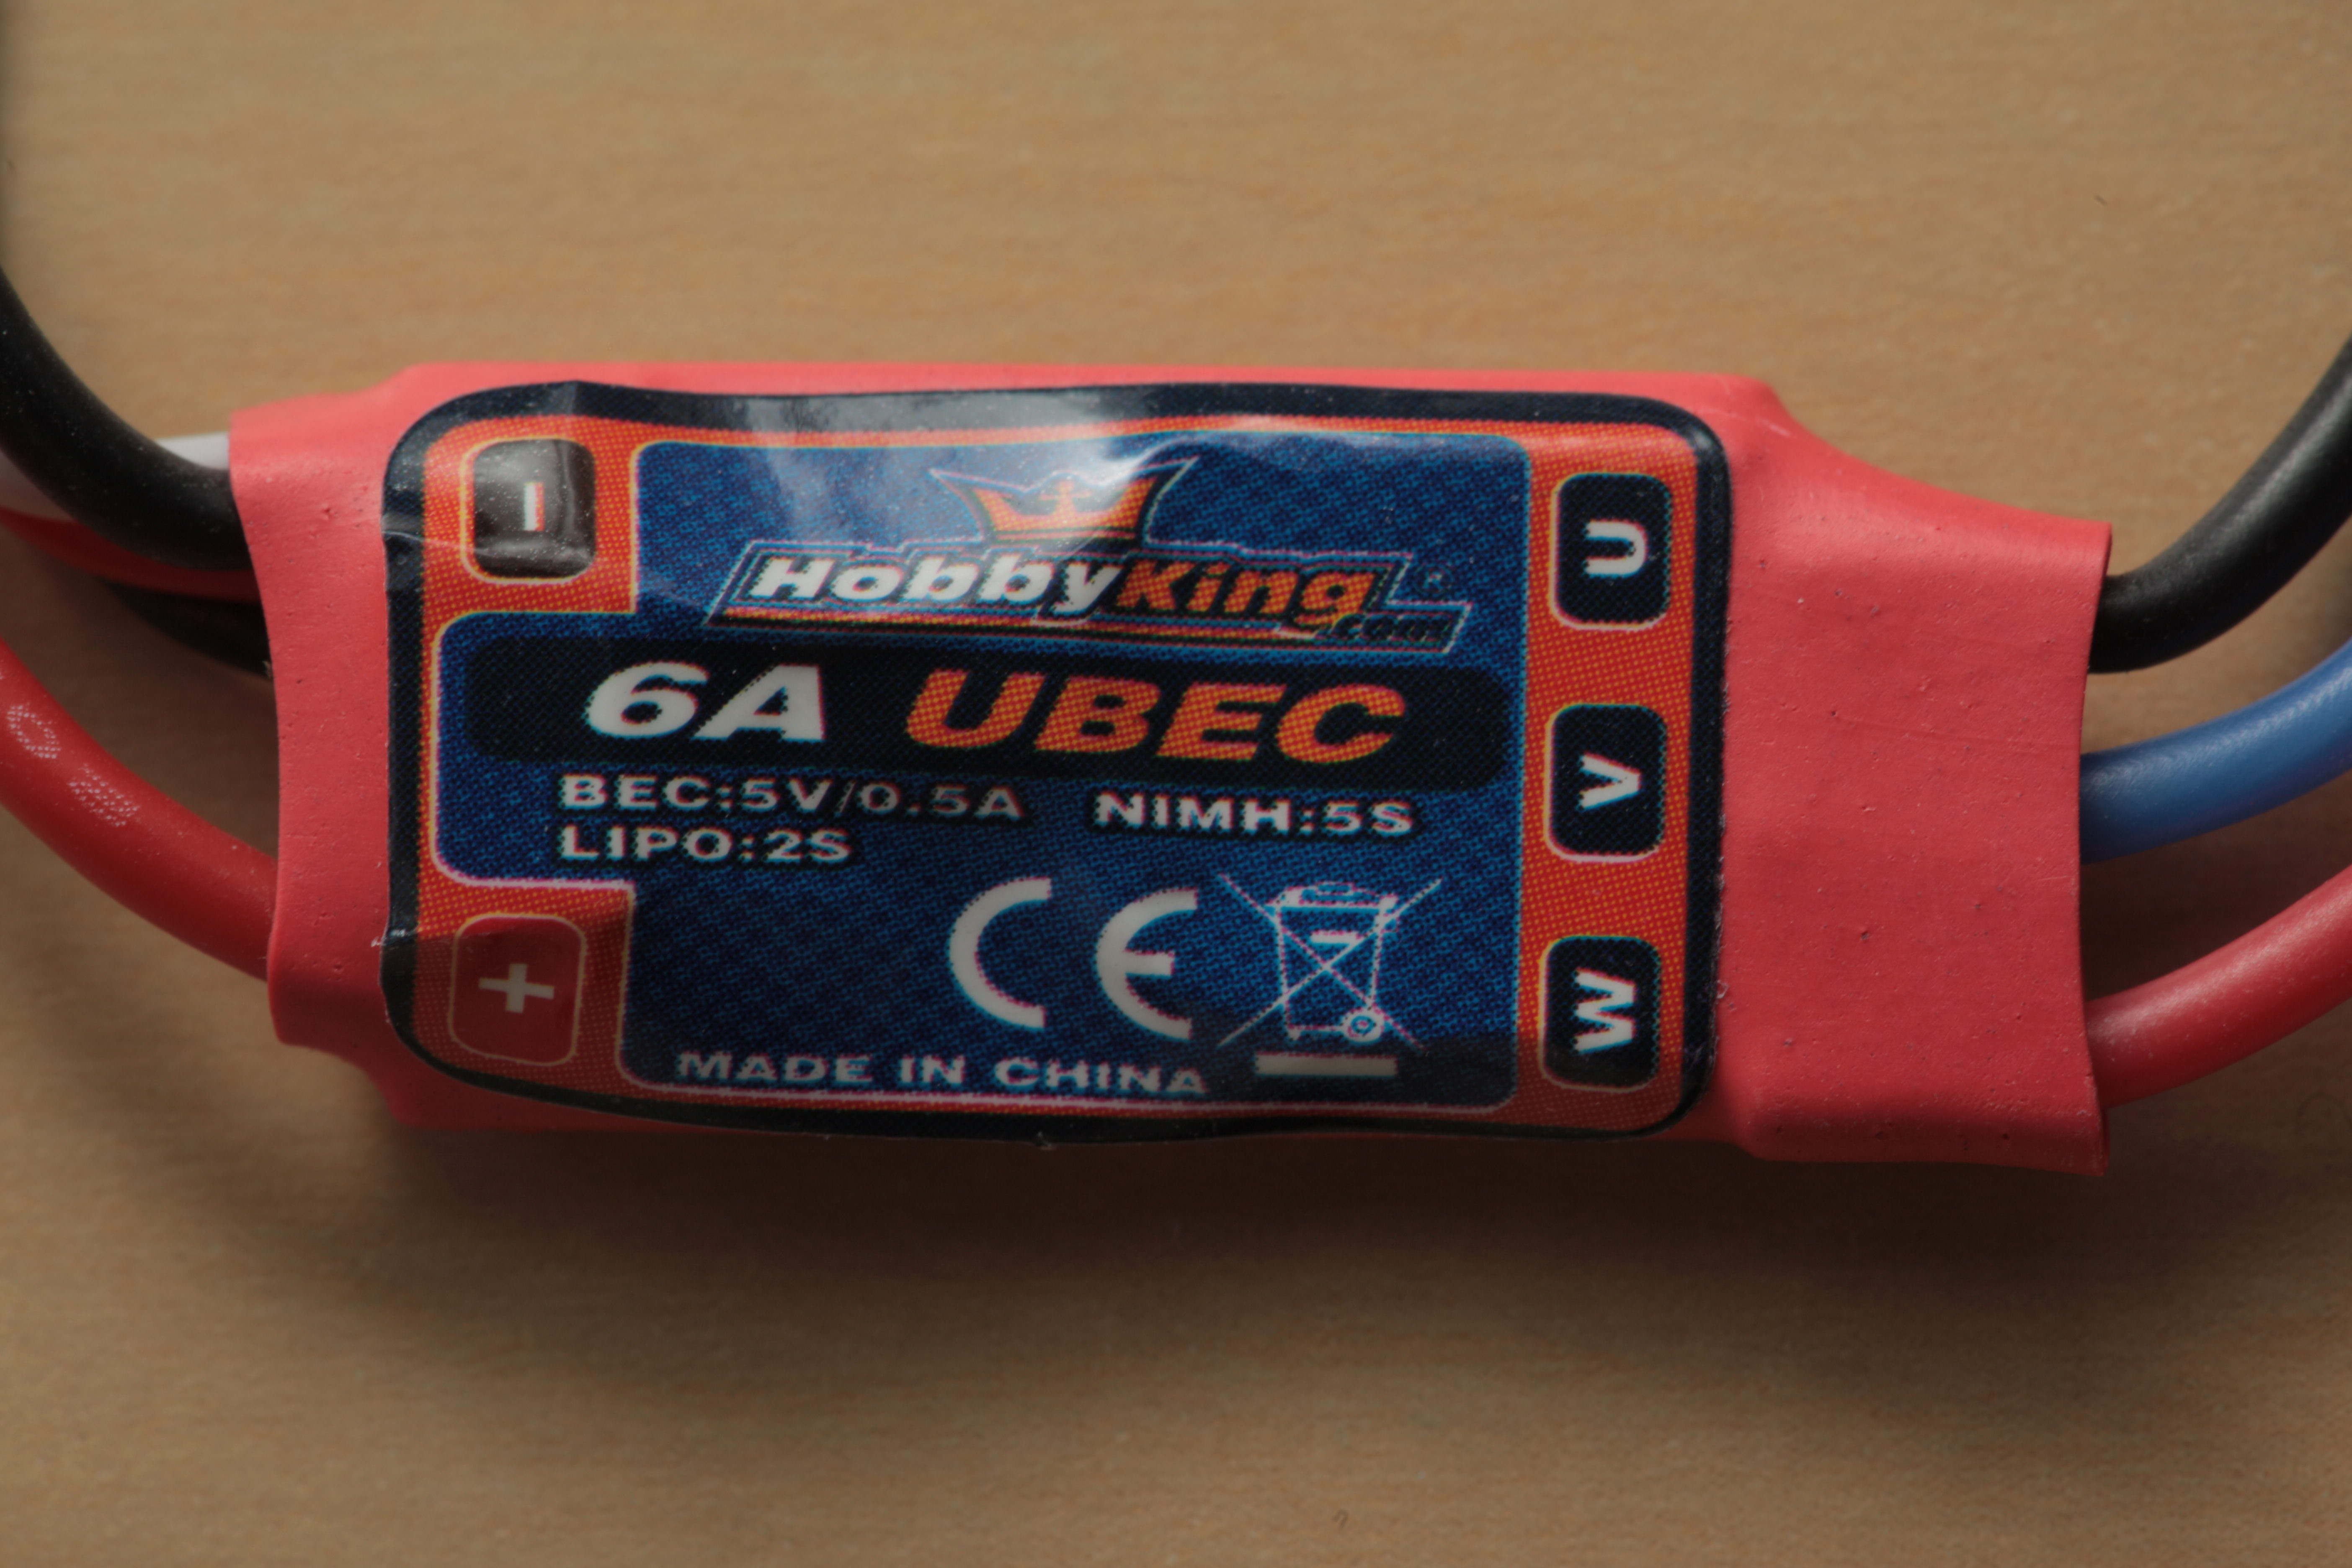 HobbyKing.com ®
6A UBEC
BEC:5V/0.5A NIMH:5S
LIPO:2S
CE
MADE IN CHINA
−
+
U
V
W